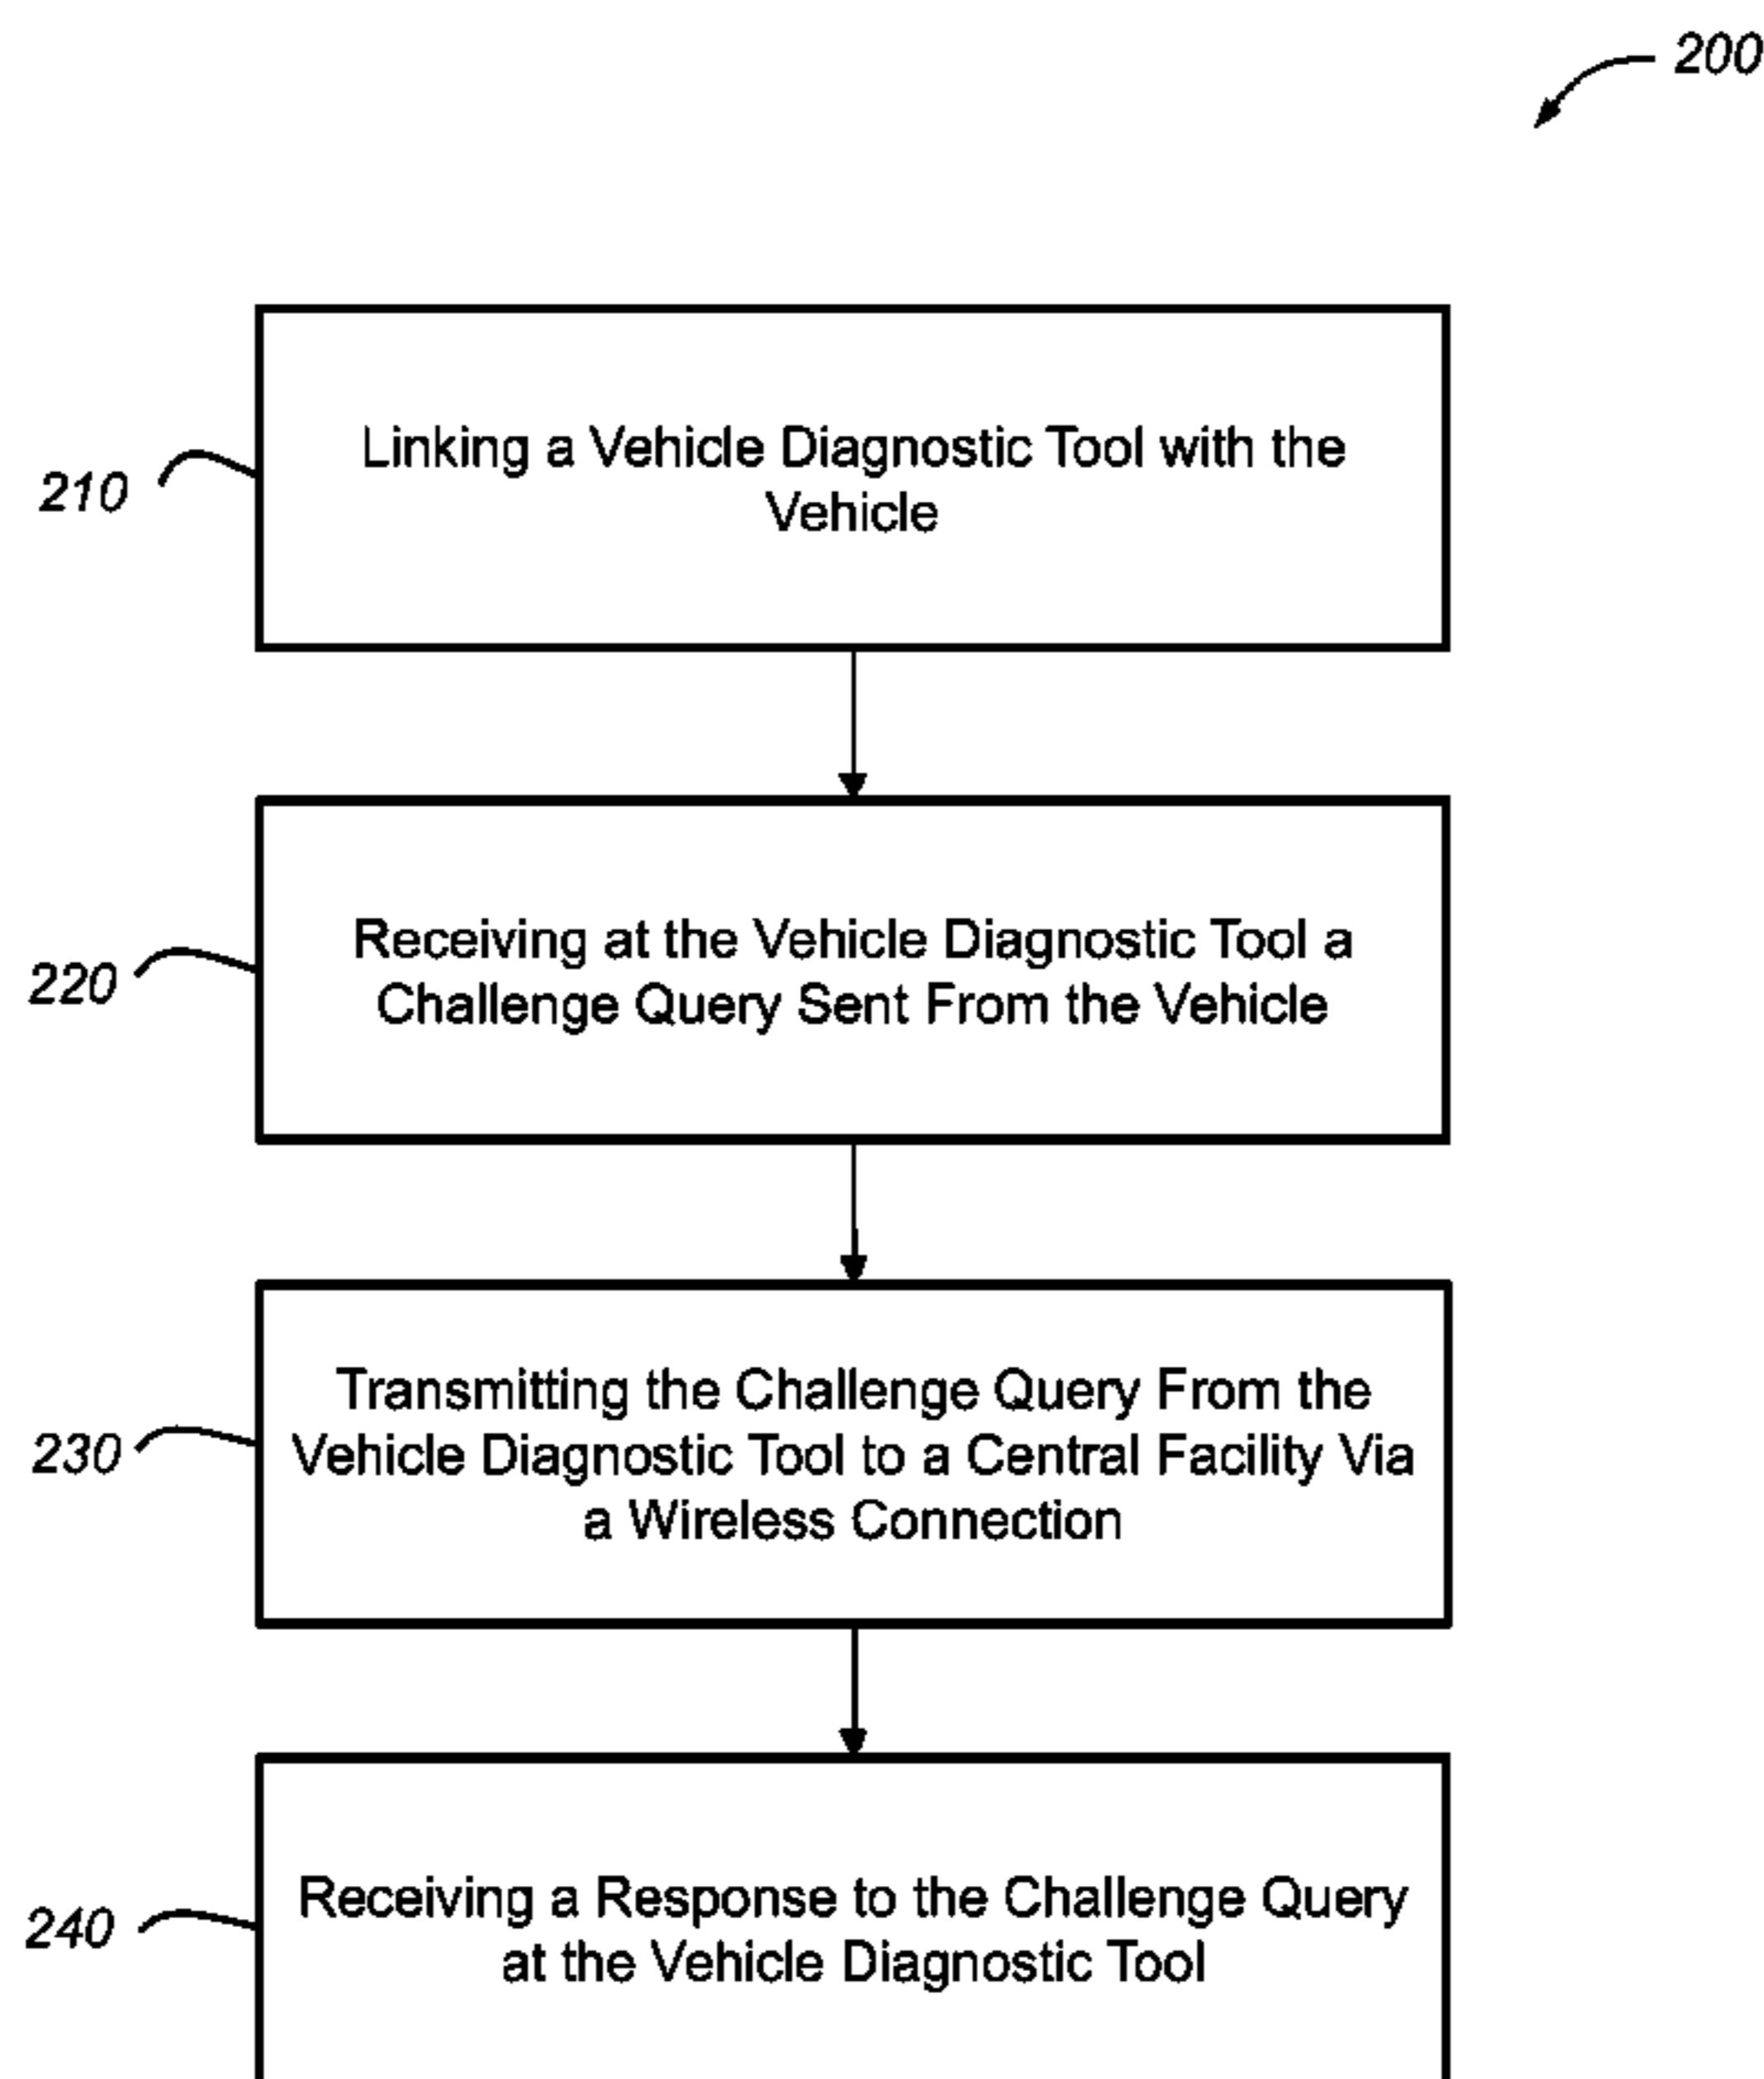 200
210
Linking a Vehicle Diagnostic Tool with the
Vehicle
220
Receiving at the Vehicle Diagnostic Tool a
Challenge Query Sent From the Vehicle
230
Transmitting the Challenge Query From the
Vehicle Diagnostic Tool to a Central Facility Via
a Wireless Connection
240
Receiving a Response to the Challenge Query
at the Vehicle Diagnostic Tool